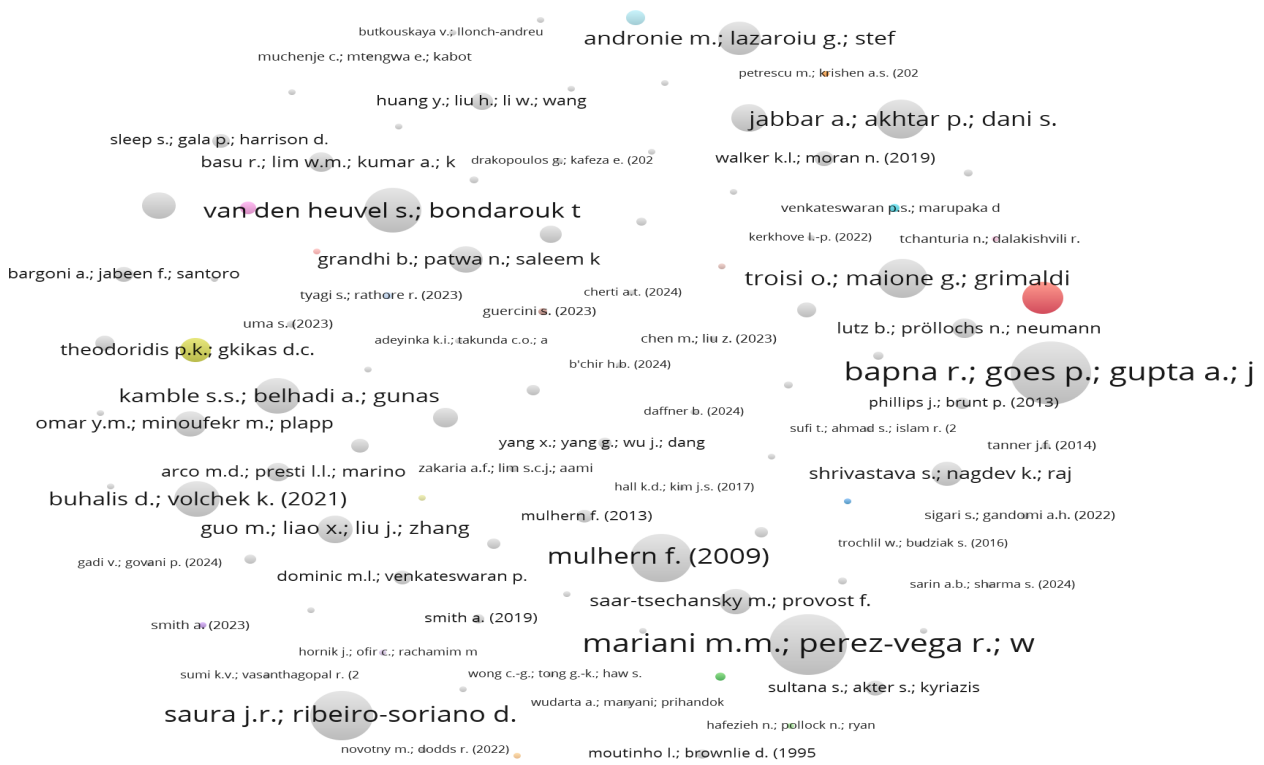 butkouskaya v.; llonch-andreu
andronie m.; lazaroiu g.; stef
muchenje c.; mtengwa e.; kabot
petrescu m.; krishen a.s. (202
huang y.; liu h.; li w.; wang
jabbar a.; akhtar p.; dani s.
sleep s.; gala p.; harrison d.
basu r.; lim w.m.; kumar a.; k
drakopoulos g.; kafeza e. (202
walker k.l.; moran n. (2019)
van den heuvel s.; bondarouk t
venkateswaran p.s.; marupaka d
kerkhove l.-p. (2022)
tchanturia n.; dalakishvili r.
grandhi b.; patwa n.; saleem k
bargoni a.; jabeen f.; santoro
troisi o.; maione g.; grimaldi
tyagi s.; rathore r. (2023)
cherti a.t. (2024)
guercini s. (2023)
uma s. (2023)
lutz b.; pröllochs n.; neumann
adeyinka k.i.; takunda c.o.; a
chen m.; liu z. (2023)
theodoridis p.k.; gkikas d.c.
b'chir h.b. (2024)
bapna r.; goes p.; gupta a.; j
kamble s.s.; belhadi a.; gunas
phillips j.; brunt p. (2013)
daffner b. (2024)
omar y.m.; minoufekr m.; plapp
sufi t.; ahmad s.; islam r. (2
yang x.; yang g.; wu j.; dang
tanner j.f. (2014)
arco m.d.; presti l.l.; marino
zakaria a.f.; lim s.c.j.; aami
shrivastava s.; nagdev k.; raj
hall k.d.; kim j.s. (2017)
buhalis d.; volchek k. (2021)
mulhern f. (2013)
sigari s.; gandomi a.h. (2022)
guo m.; liao x.; liu j.; zhang
trochlil w.; budziak s. (2016)
mulhern f. (2009)
gadi v.; govani p. (2024)
dominic m.l.; venkateswaran p.
sarin a.b.; sharma s. (2024)
saar-tsechansky m.; provost f.
smith a. (2019)
smith a. (2023)
mariani m.m.; perez-vega r.; w
hornik j.; ofir c.; rachamim m
sumi k.v.; vasanthagopal r. (2
wong c.-g.; tong g.-k.; haw s.
sultana s.; akter s.; kyriazis
wudarta a.; maryani; prihandok
saura j.r.; ribeiro-soriano d.
hafezieh n.; pollock n.; ryan
novotny m.; dodds r. (2022)
moutinho l.; brownlie d. (1995